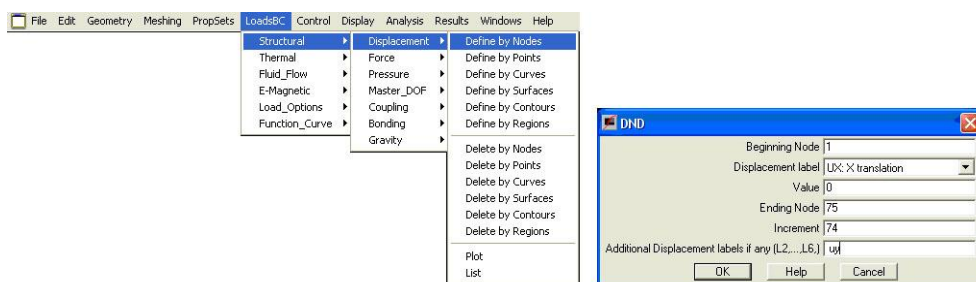 File Edit Geometry Meshing PropSets LoadsBC Control Display Analysis Results Windows Help
Structural
Thermal
Fluid_Flow
E-Magnetic
Load_Options
Function_Curve
Displacement
Force
Pressure
Master_DOF
Coupling
Bonding
Gravity
Define by Nodes
Define by Points
Define by Curves
Define by Surfaces
Define by Contours
Define by Regions
Delete by Nodes
Delete by Points
Delete by Curves
Delete by Surfaces
Delete by Contours
Delete by Regions
Plot
List
DND
Beginning Node 1
Displacement label UX: X translation
Value 0
Ending Node 75
Increment 74
Additional Displacement labels if any (L2,...,L6,) uy
OK Help Cancel